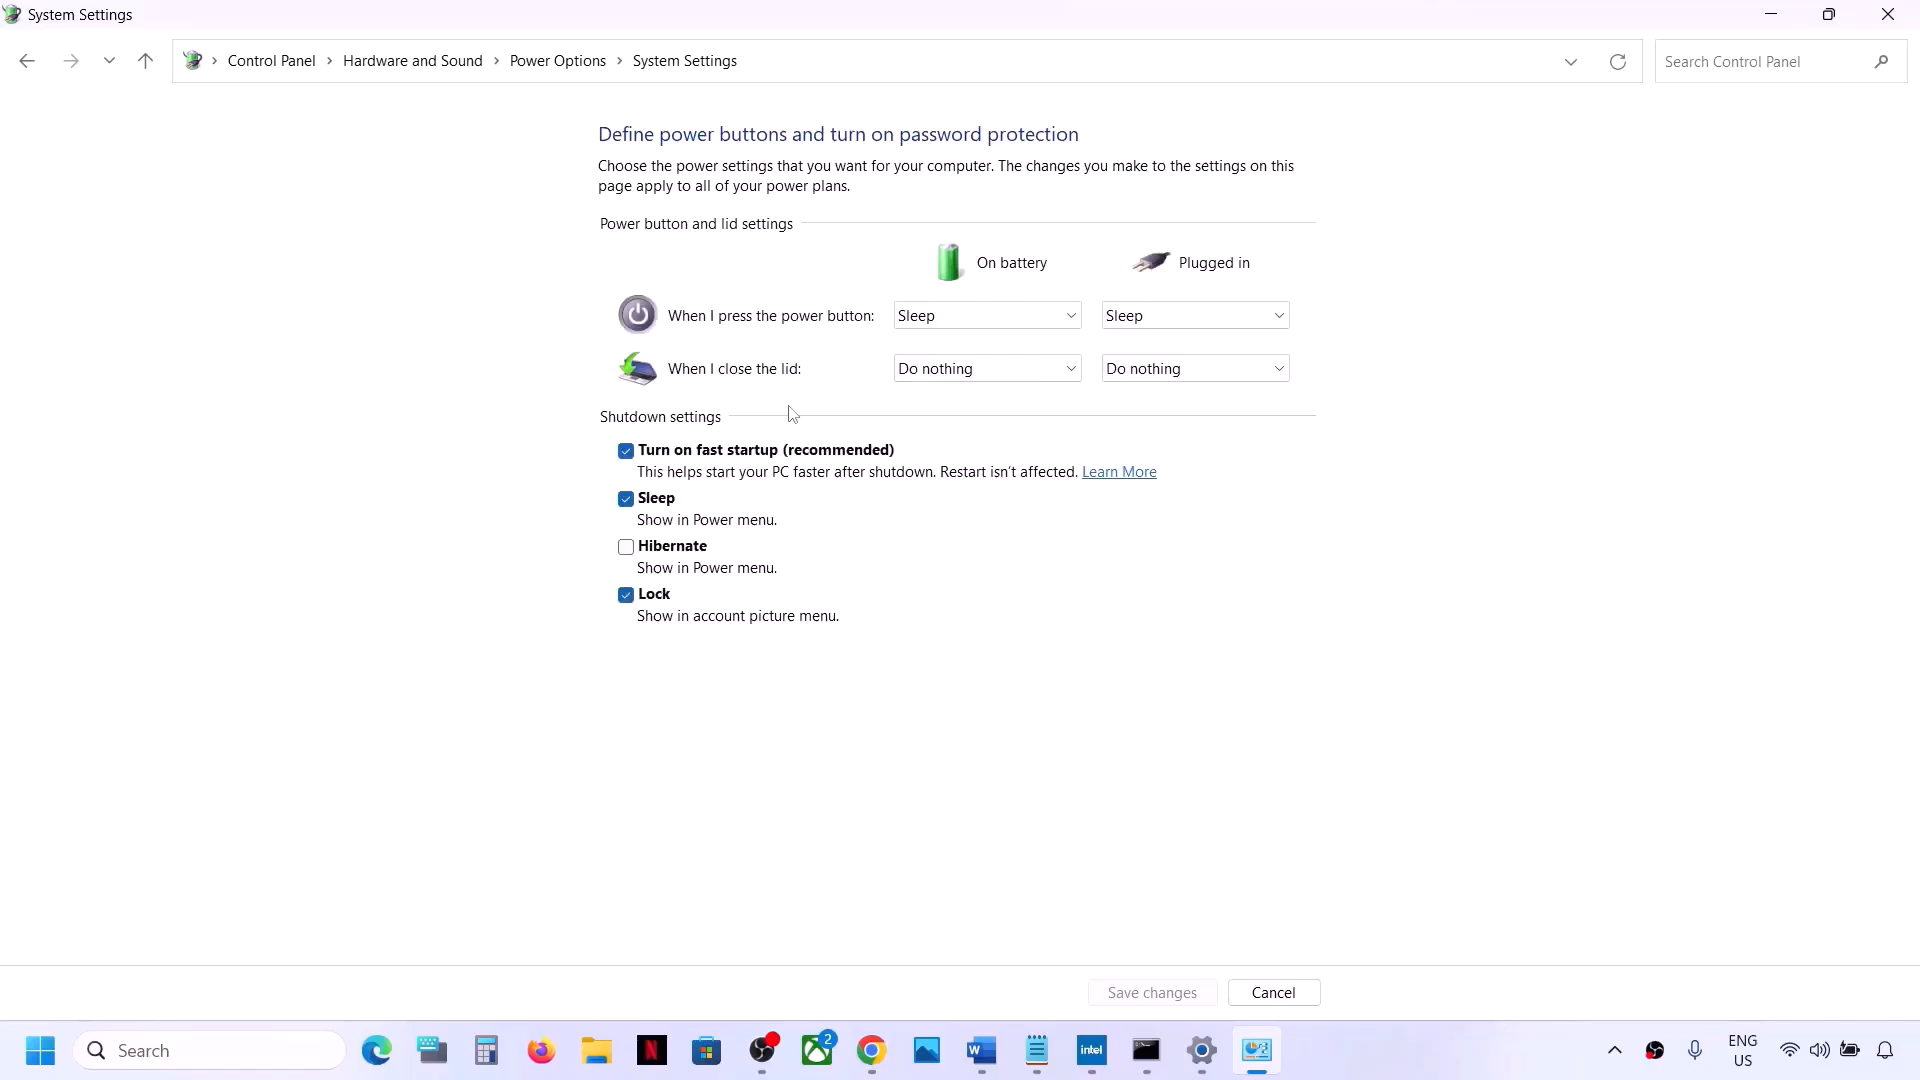 System Settings
Control Panel > Hardware and Sound > Power Options > System Settings
Search Control Panel
Define power buttons and turn on password protection
Choose the power settings that you want for your computer. The changes you make to the settings on this
page apply to all of your power plans.
Power button and lid settings
On battery
Plugged in
When I press the power button:
Sleep
Sleep
When I close the lid:
Do nothing
Do nothing
Shutdown settings
Turn on fast startup (recommended)
This helps start your PC faster after shutdown. Restart isn't affected. Learn More
Sleep
Show in Power menu.
Hibernate
Show in Power menu.
Lock
Show in account picture menu.
Save changes
Cancel
Search
N
2
W
intel
ENG
US